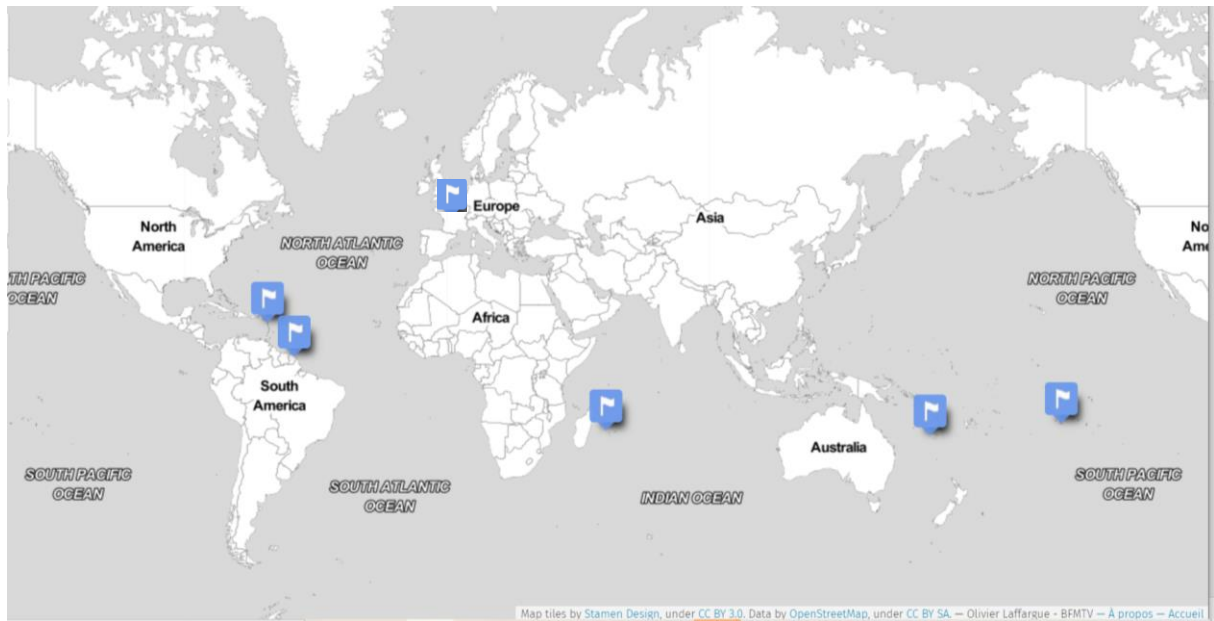 Europe
Asia
North
America
No
Ame
NORTH ATLANTIC
OCEAN
TH PACIFIC
OCEAN
NORTH PACIFIC
OCEAN
Africa
South
America
Australia
SOUTH PACIFIC
OCEAN
SOUTH ATLANTIC
OCEAN
INDIAN OCEAN
SOUTH PACIFIC
OCEAN
Map tiles by Stamen Design, under CC BY 3.0. Data by OpenStreetMap, under CC BY SA. — Olivier Laffargue - BFMTV — À propos — Accueil